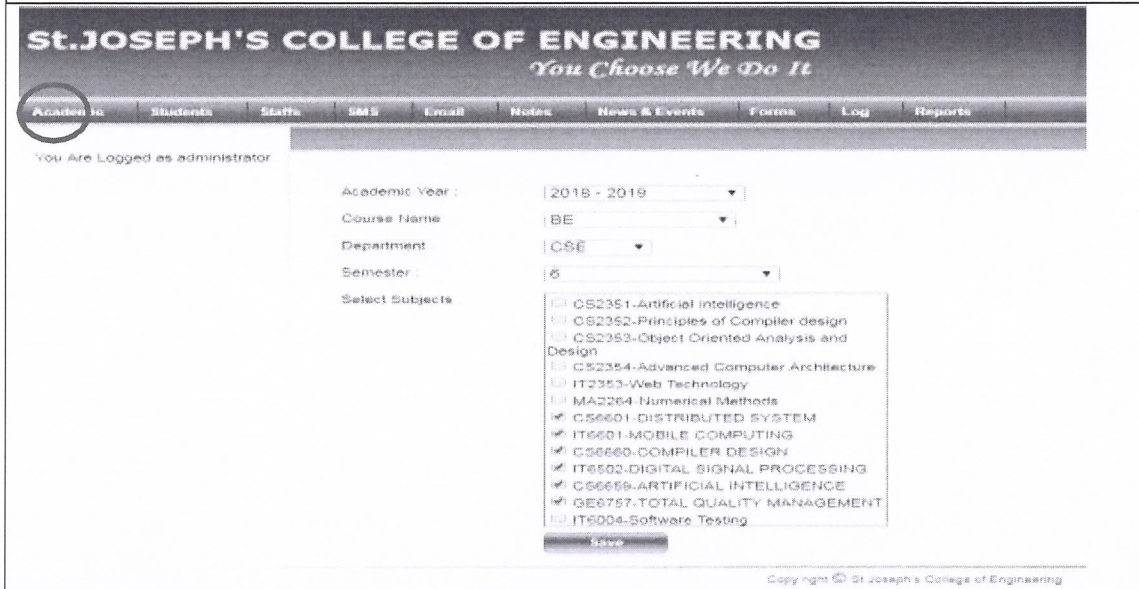 St.JOSEPH'S COLLEGE OF ENGINEERING
You Choose We Do It
Academic Students Staffs SMS Email Notes News & Events Forms Log Reports
You Are Logged as administrator
Academic Year : 2018 - 2019
Course Name BE
Department CSE
Semester : 6
Select Subjects
CS2351-Artificial Intelligence
CS2352-Principles of Compiler design
CS2353-Object Oriented Analysis and
Design
CS2354-Advanced Computer Architecture
IT2353-Web Technology
MA2264-Numerical Methods
CS6601-DISTRIBUTED SYSTEM
IT6601-MOBILE COMPUTING
CS6660-COMPILER DESIGN
IT6502-DIGITAL SIGNAL PROCESSING
CS6659-ARTIFICIAL INTELLIGENCE
GE6757-TOTAL QUALITY MANAGEMENT
IT6004-Software Testing
Save
Copy right © St.Joseph's College of Engineering